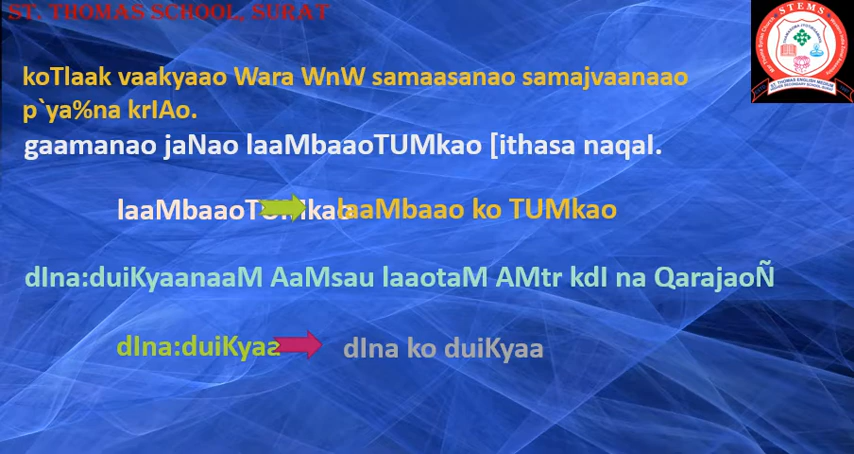 ST. THOMAS SCHOOL, SURAT
koTlaak vaakyaao Wara WnW samaasanao samajvaanaao
p`ya%na krIAo.
gaamanao jaNao laaMbaaoTUMkao [ithasa naqaI.
laaMbaaoTUMkao laaMbaao ko TUMkao
dIna:duiKyaanaaM AaMsau laaotaM AMtr kdI na QarajaoÑ
dIna:duiKyaa dIna ko duiKyaa
STEMS